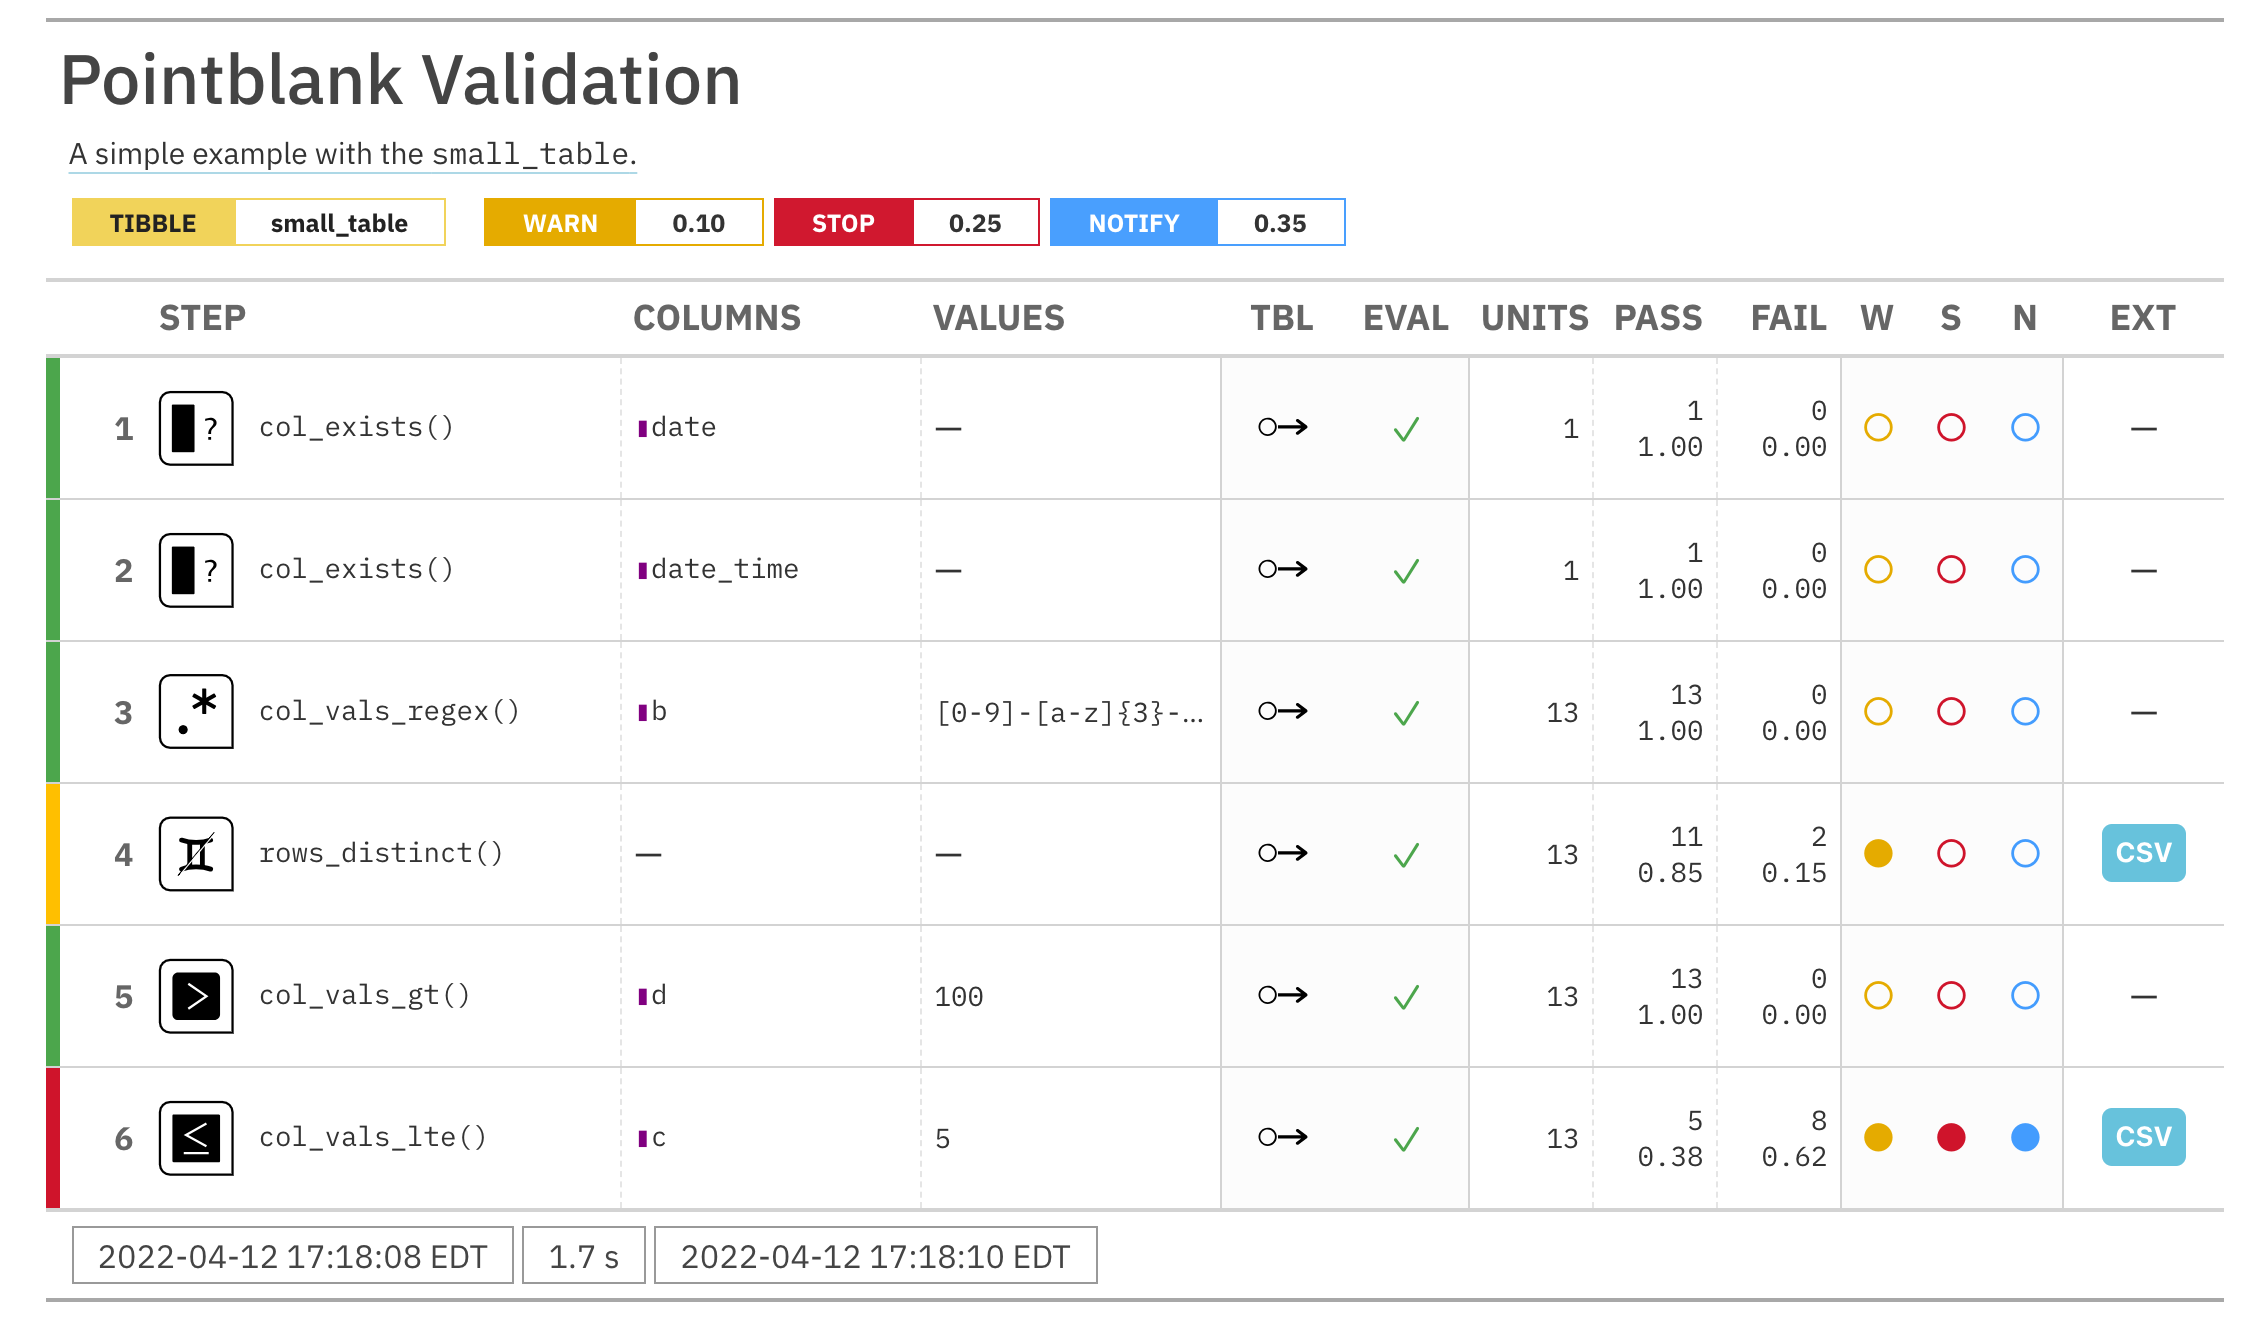 Pointblank Validation
A simple example with the small_table.
TIBBLE small_table WARN 0.10 STOP 0.25 NOTIFY 0.35
STEP COLUMNS VALUES TBL EVAL UNITS PASS FAIL W S N EXT
1 ? col_exists() date — ✓ 1 1 0 —
1.00 0.00
2 ? col_exists() date_time — ✓ 1 1 0 —
1.00 0.00
3 .* col_vals_regex() b [0-9]-[a-z]{3}-… ✓ 13 13 0 —
1.00 0.00
4 rows_distinct() — — ✓ 13 11 2 CSV
0.85 0.15
5 > col_vals_gt() d 100 ✓ 13 13 0 —
1.00 0.00
6 ≤ col_vals_lte() c 5 ✓ 13 5 8 CSV
0.38 0.62
2022-04-12 17:18:08 EDT 1.7 s 2022-04-12 17:18:10 EDT